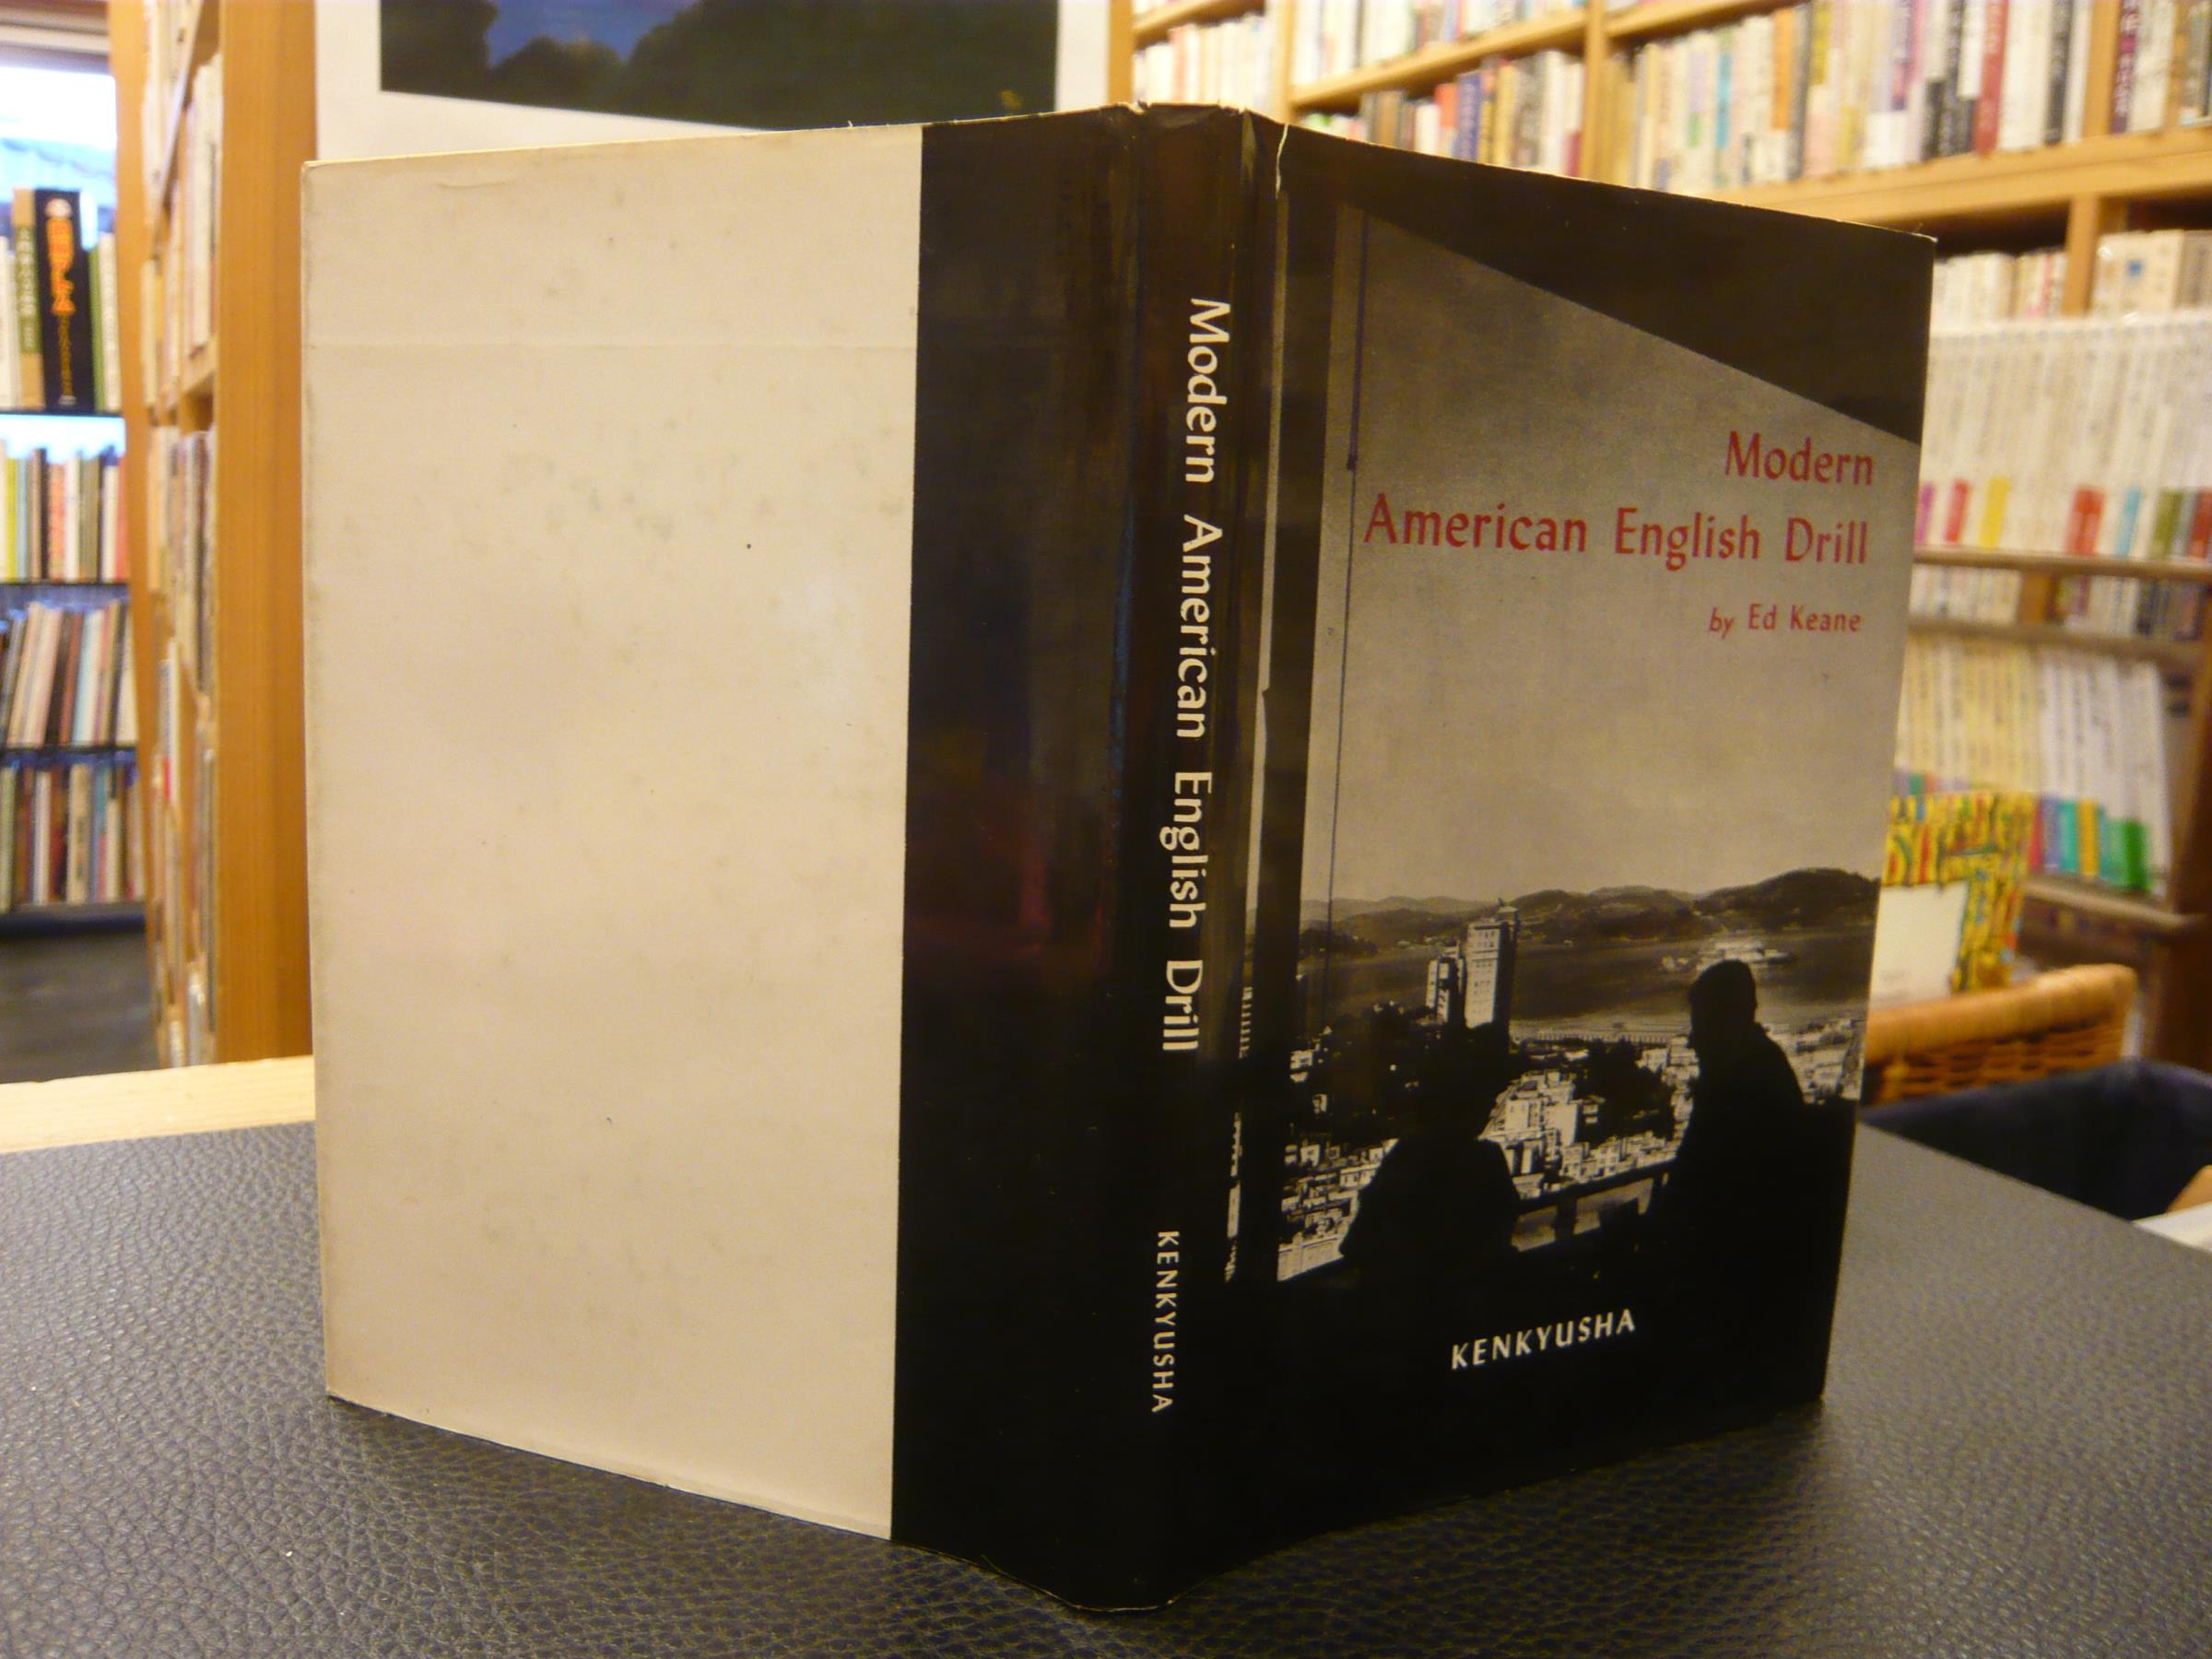 Modern American English Drill
KENKYUSHA
Modern
American English Drill
by Ed Keane
KENKYUSHA